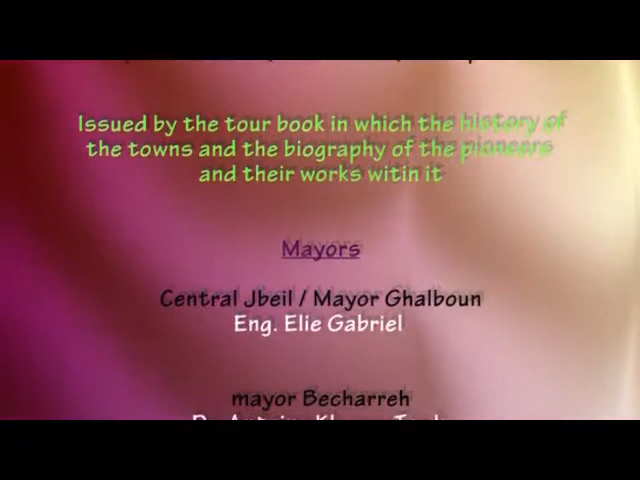 Issued by the tour book in which the history of
the towns and the biography of the pioneers
and their works witin it
Mayors
Central Jbeil / Mayor Ghalboun
Eng. Elie Gabriel
mayor Becharreh